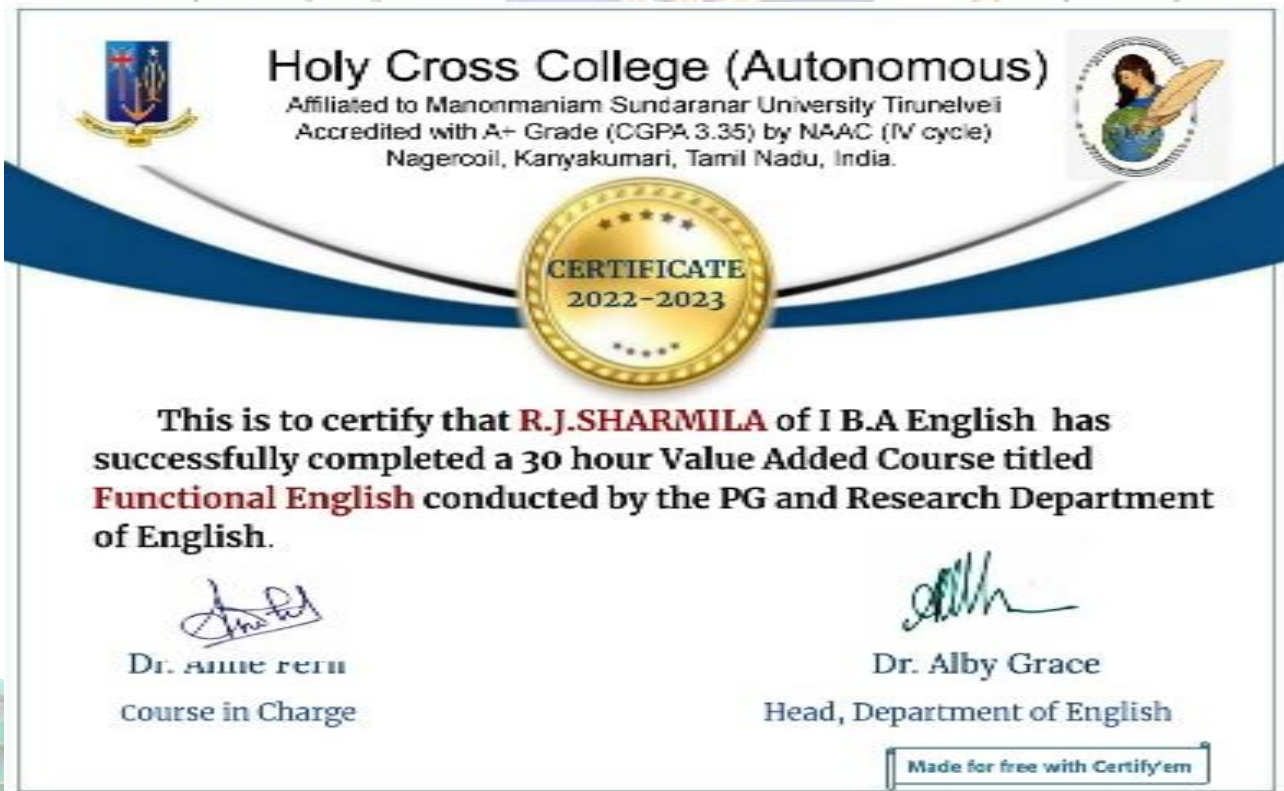 Holy Cross College (Autonomous)
Affiliated to Manonmaniam Sundaranar University Tirunelveli
Accredited with A+ Grade (CGPA 3.35) by NAAC (IV cycle)
Nagercoil, Kanyakumari, Tamil Nadu, India.
CERTIFICATE
2022-2023
This is to certify that R.J.SHARMILA of I B.A English has
successfully completed a 30 hour Value Added Course titled
Functional English conducted by the PG and Research Department
of English.
Dr.
Dr. Alby Grace
Course in Charge
Head, Department of English
Made for free with Certify'em